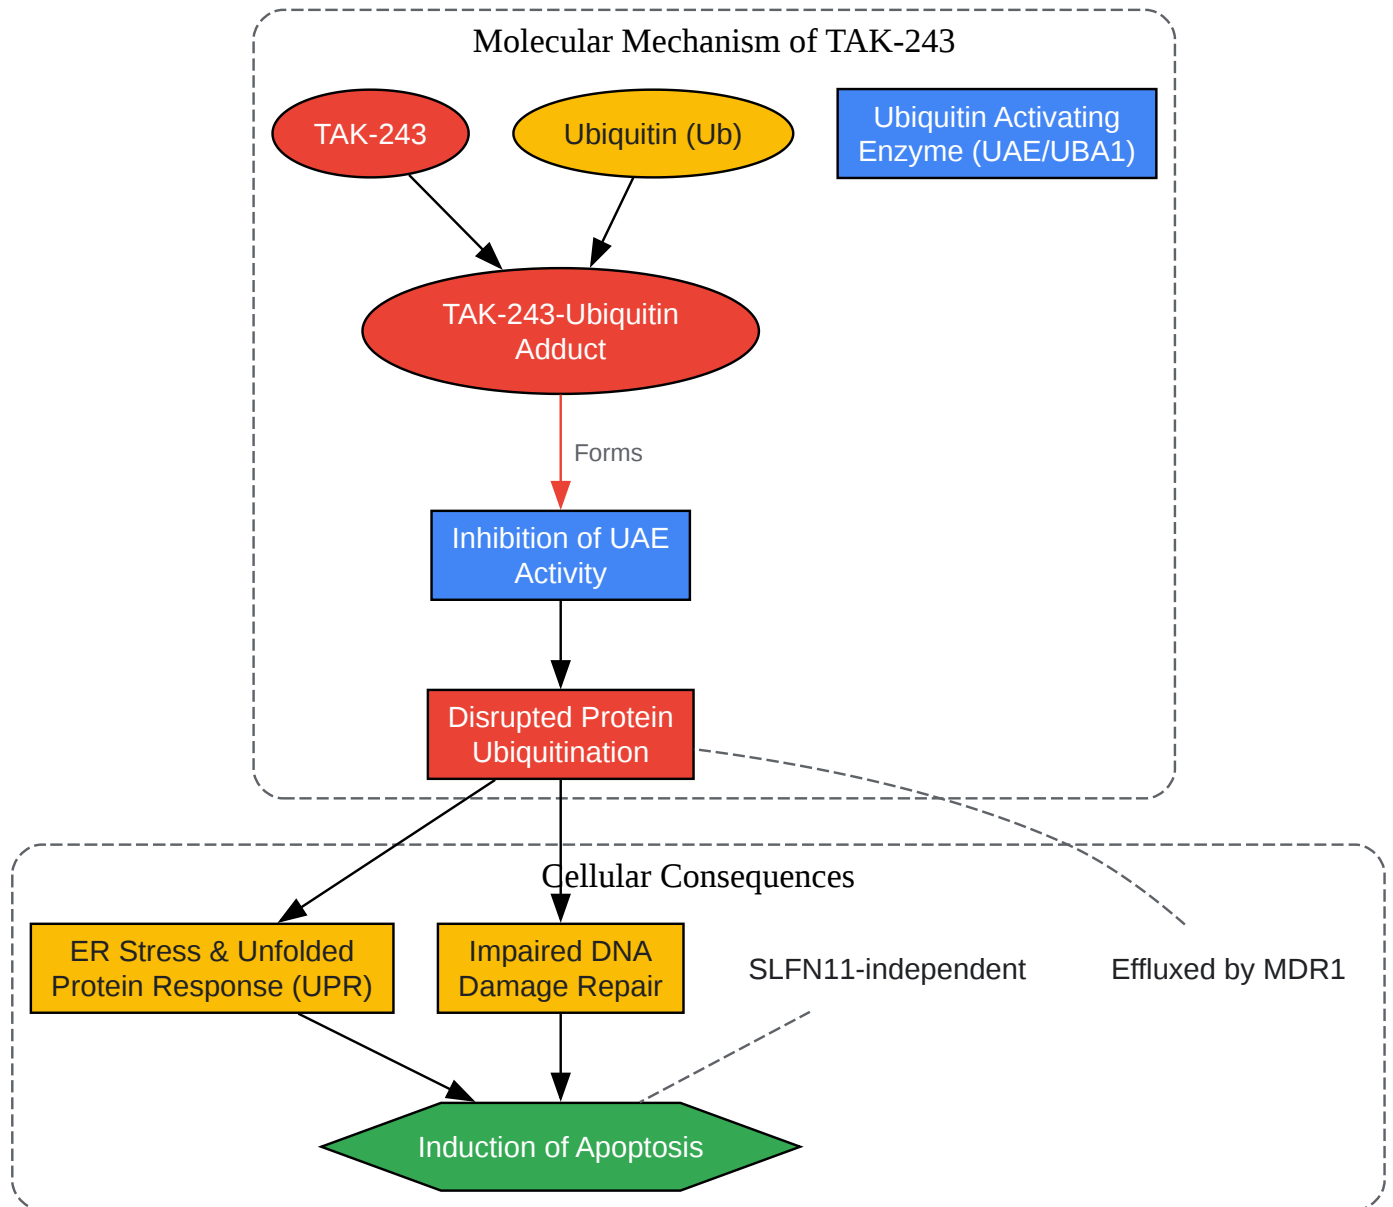 Molecular Mechanism of TAK-243
TAK-243
Ubiquitin (Ub)
Ubiquitin Activating
Enzyme (UAE/UBA1)
TAK-243-Ubiquitin
Adduct
Forms
Inhibition of UAE
Activity
Disrupted Protein
Ubiquitination
Cellular Consequences
ER Stress & Unfolded
Protein Response (UPR)
Impaired DNA
Damage Repair
SLFN11-independent
Effluxed by MDR1
Induction of Apoptosis